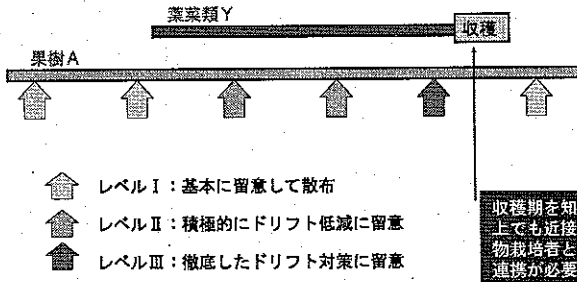 葉菜類Y
収穫
果樹A
レベルⅠ：基本に留意して散布
レベルⅡ：積極的にドリフト低減に留意
レベルⅢ：徹底したドリフト対策に留意
収穫期を知
上でも近接
物栽培者と
連携が必要